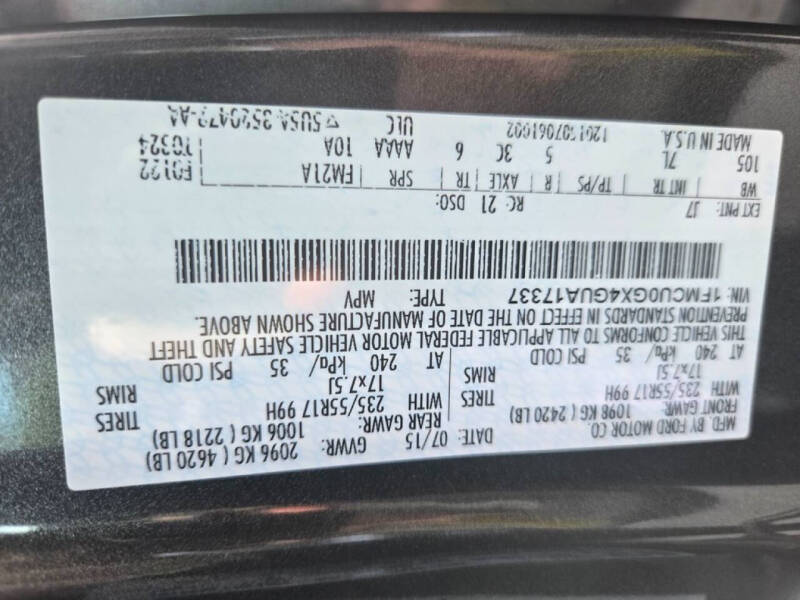 MFD. BY FORD MOTOR CO. DATE: 07/15 GVWR: 2096 KG ( 4620 LB)
FRONT GAWR: 1098 KG ( 2420 LB) REAR GAWR: 1006 KG ( 2218 LB)
WITH 235/55R17 99H TIRES WITH 235/55R17 99H TIRES
17x7.5J RIMS 17x7.5J RIMS
AT 240 kPa/ 35 PSI COLD AT 240 kPa/ 35 PSI COLD
THIS VEHICLE CONFORMS TO ALL APPLICABLE FEDERAL MOTOR VEHICLE SAFETY AND THEFT
PREVENTION STANDARDS IN EFFECT ON THE DATE OF MANUFACTURE SHOWN ABOVE.
VIN: 1FMCU0GX4GUA17337 TYPE: MPV
EXT PNT: J7 RC: 21 DSO:
WB INT TR TP/PS R AXLE TR SPR FM21A F0122
105 7L 5 3C 6 AAAA 10A T0324
MADE IN U.S.A. ULC
5U5A-3520472-AA